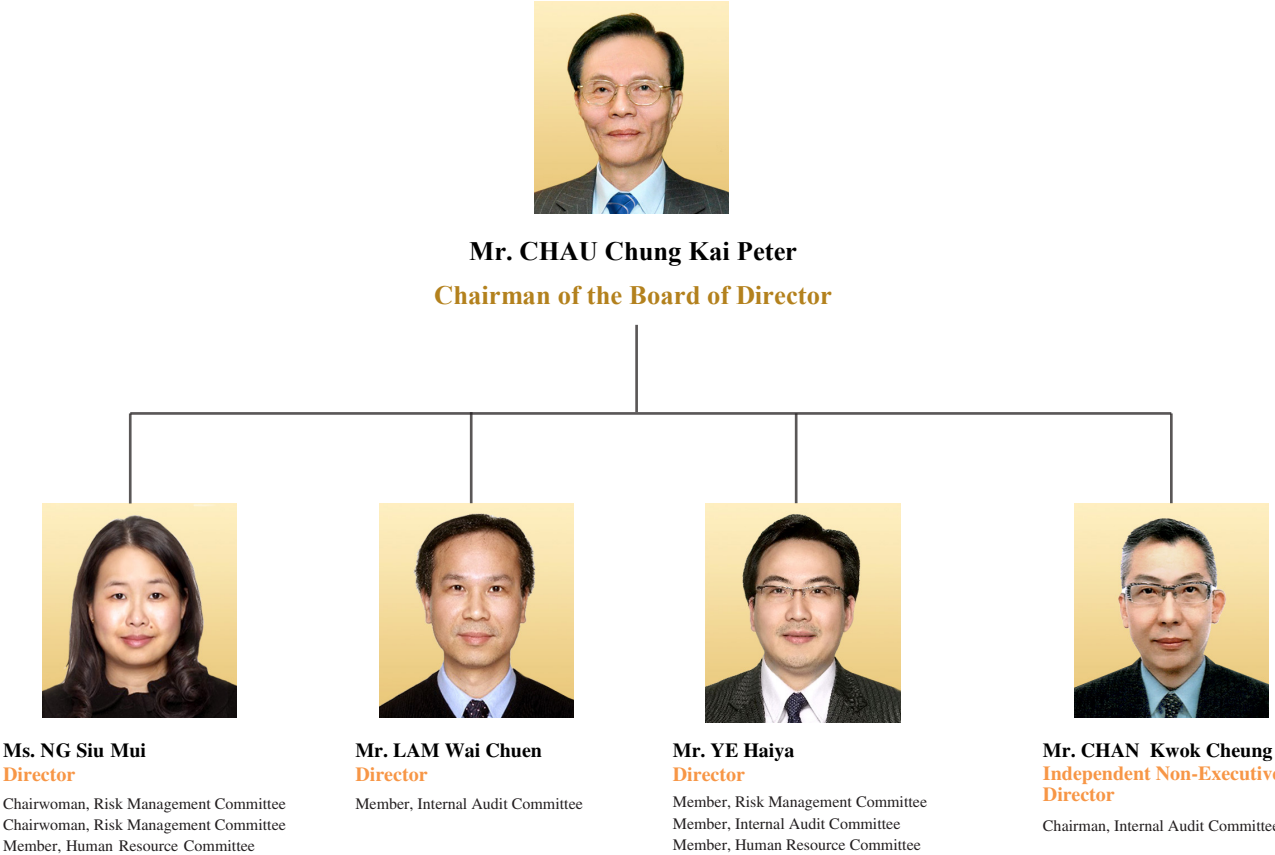 Mr. CHAU Chung Kai Peter
Chairman of the Board of Director
Ms. NG Siu Mui
Director
Chairwoman, Risk Management Committee
Chairwoman, Risk Management Committee
Member, Human Resource Committee
Mr. LAM Wai Chuen
Director
Member, Internal Audit Committee
Mr. YE Haiya
Director
Member, Risk Management Committee
Member, Internal Audit Committee
Member, Human Resource Committee
Mr. CHAN Kwok Cheung
Independent Non-Executive
Director
Chairman, Internal Audit Committee